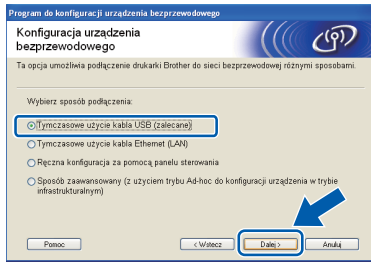 Program do konfiguracji urządzenia bezprzewodowego
Konfiguracja urządzenia
bezprzewodowego
Ta opcja umożliwia podłączenie drukarki Brother do sieci bezprzewodowej różnymi sposobami.
Wybierz sposób podłączenia:
Tymczasowe użycie kabla USB (zalecane)
Tymczasowe użycie kabla Ethernet (LAN)
Ręczna konfiguracja za pomocą panelu sterowania
Sposób zaawansowany (z użyciem trybu Ad-hoc do konfiguracji urządzenia w trybie
infrastrukturalnym)
Pomoc < Wstecz Dalej > Anuluj